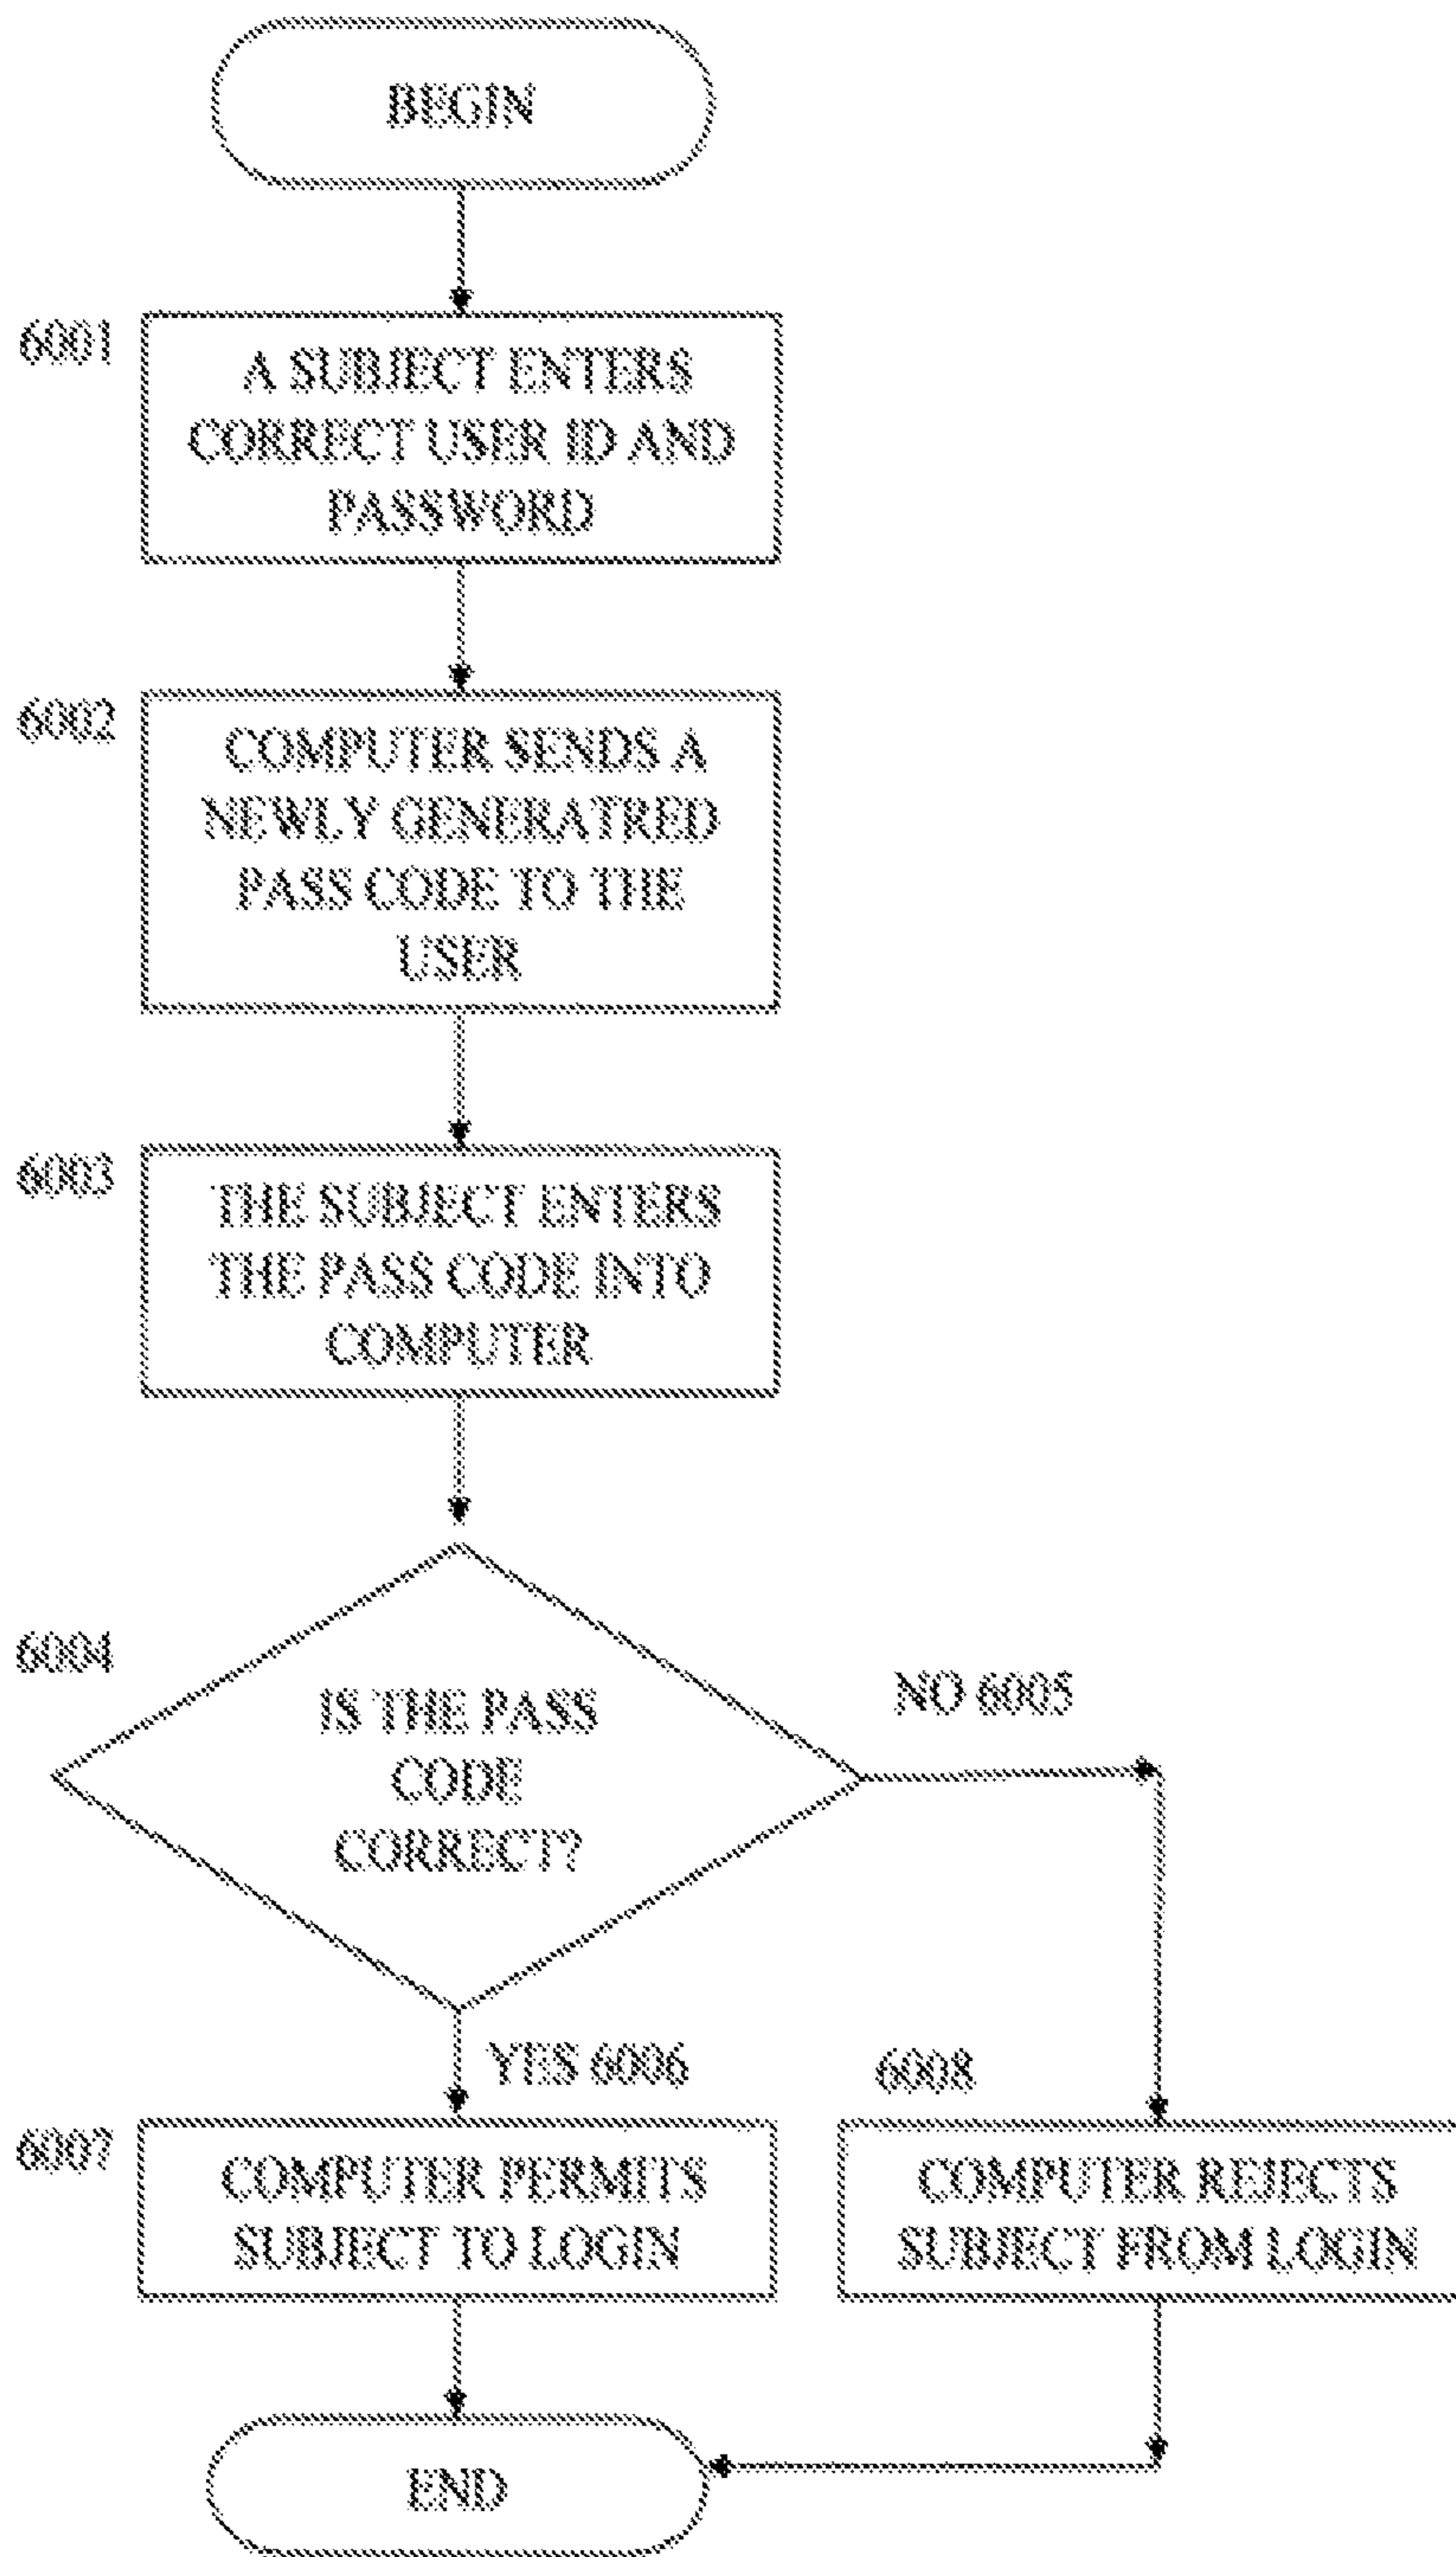 BEGIN
6001
A SUBJECT ENTERS
CORRECT USER ID AND
PASSWORD
6002
COMPUTER SENDS A
NEWLY GENERATRED
PASS CODE TO THE
USER
6003
THE SUBJECT ENTERS
THE PASS CODE INTO
COMPUTER
6004
IS THE PASS
CODE
CORRECT?
NO 6005
YES 6006
6007
COMPUTER PERMITS
SUBJECT TO LOGIN
6008
COMPUTER REJECTS
SUBJECT FROM LOGIN
END